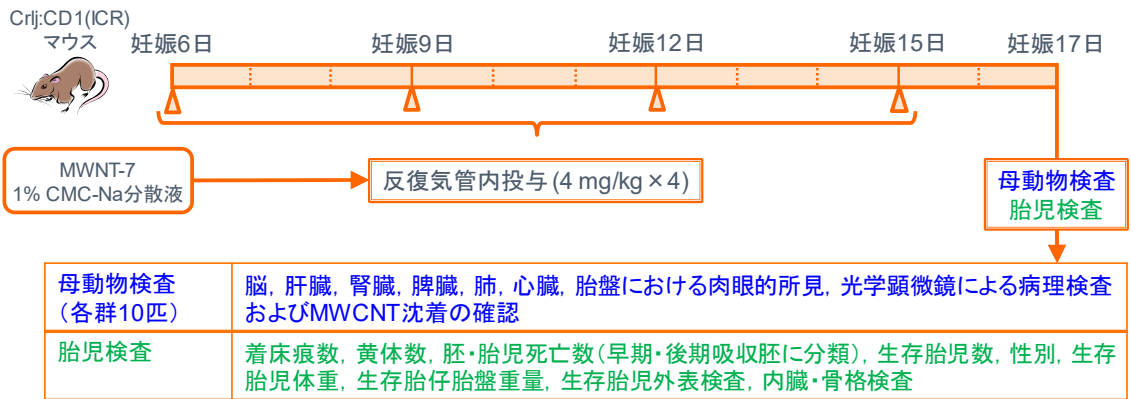 Crlj:CD1(ICR)
マウス
妊娠6日
妊娠9日
妊娠12日
妊娠15日
妊娠17日
MWNT-7
1% CMC-Na分散液
反復気管内投与(4 mg/kg×4)
母動物検査
胎児検査
母動物検査
(各群10匹)
脳, 肝臓, 腎臓, 脾臓, 肺, 心臓, 胎盤における肉眼的所見, 光学顕微鏡による病理検査
およびMWCNT沈着の確認
胎児検査
着床痕数, 黄体数, 胚・胎児死亡数(早期・後期吸収胚に分類), 生存胎児数, 性別, 生存
胎児体重, 生存胎仔胎盤重量, 生存胎児外表検査, 内臓・骨格検査